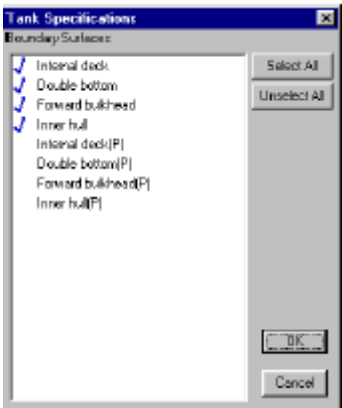 Tank Specifications
Boundary Surfaces
Internal deck
Double bottom
Forward bulkhead
Inner hull
Internal deck(P)
Double bottom(P)
Forward bulkhead(P)
Inner hull(P)
Select All
Unselect All
OK
Cancel